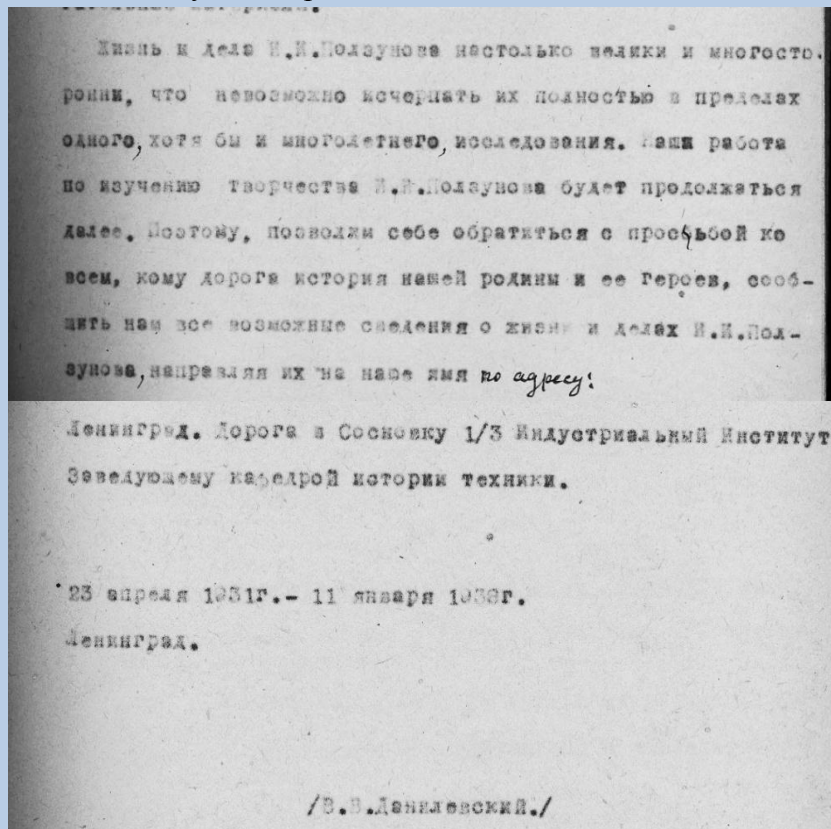 Жизнь и дела И.И.Ползунова настолько велики и многосто.
ронни, что невозможно исчерпать их полностью в пределах
одного, хотя бы и многолетнего, исследования. Наша работа
по изучению творчества И.И.Ползунова будет продолжаться
далее. Поэтому, позволим себе обратиться с просьбой ко
всем, кому дорога история нашей родины и ее героев, сооб-
щить нам все возможные сведения о жизни и делах И.И.Пол-
зунова, направляя их на наше имя по адресу:
Ленинград. Дорога в Сосновку 1/3 Индустриальный Институт
Заведующему кафедрой истории техники.
23 апреля 1931г.- 11 января 1938г.
Ленинград.
/В.В.Данилевский./